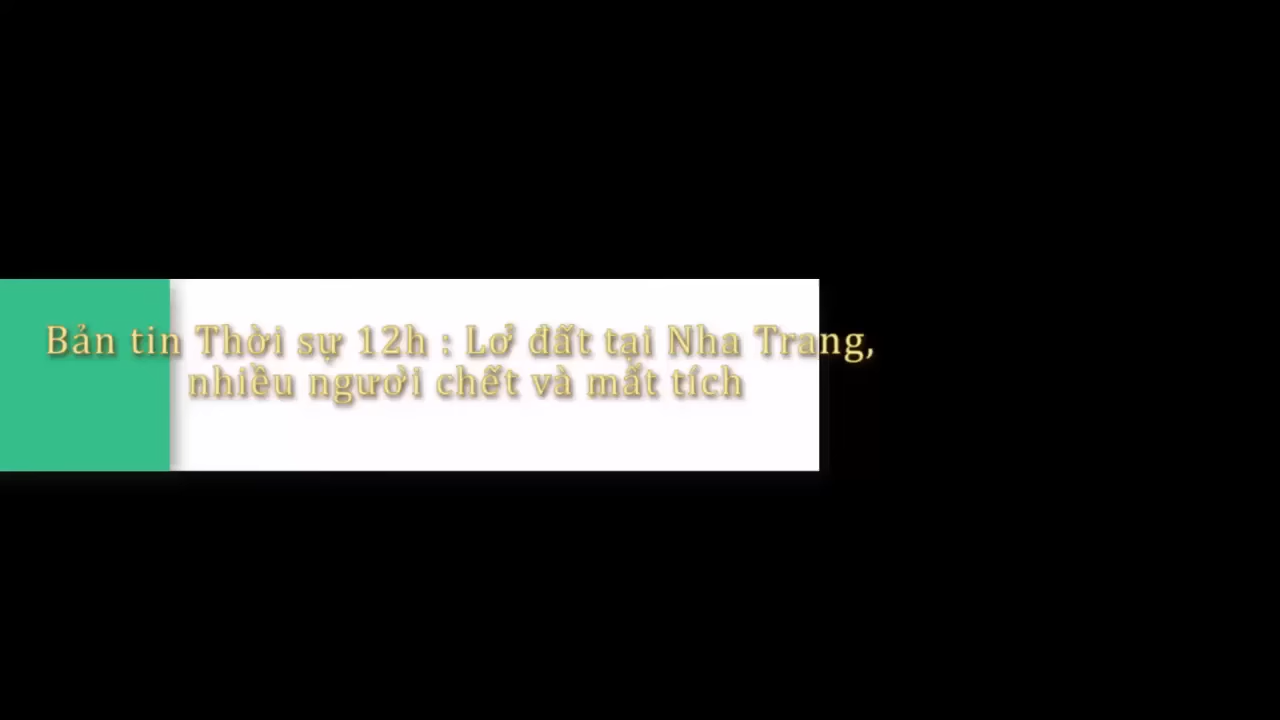 Bản tin Thời sự 12h : Lở đất tại Nha Trang,
nhiều người chết và mất tích